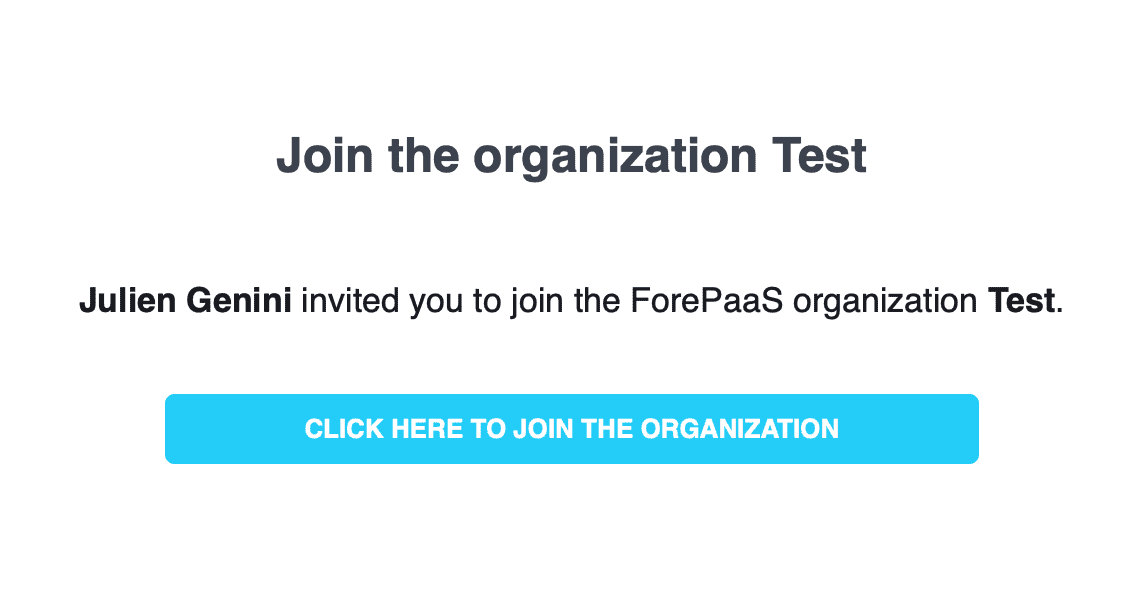 Join the organization Test
Julien Genini invited you to join the ForePaaS organization Test.
CLICK HERE TO JOIN THE ORGANIZATION